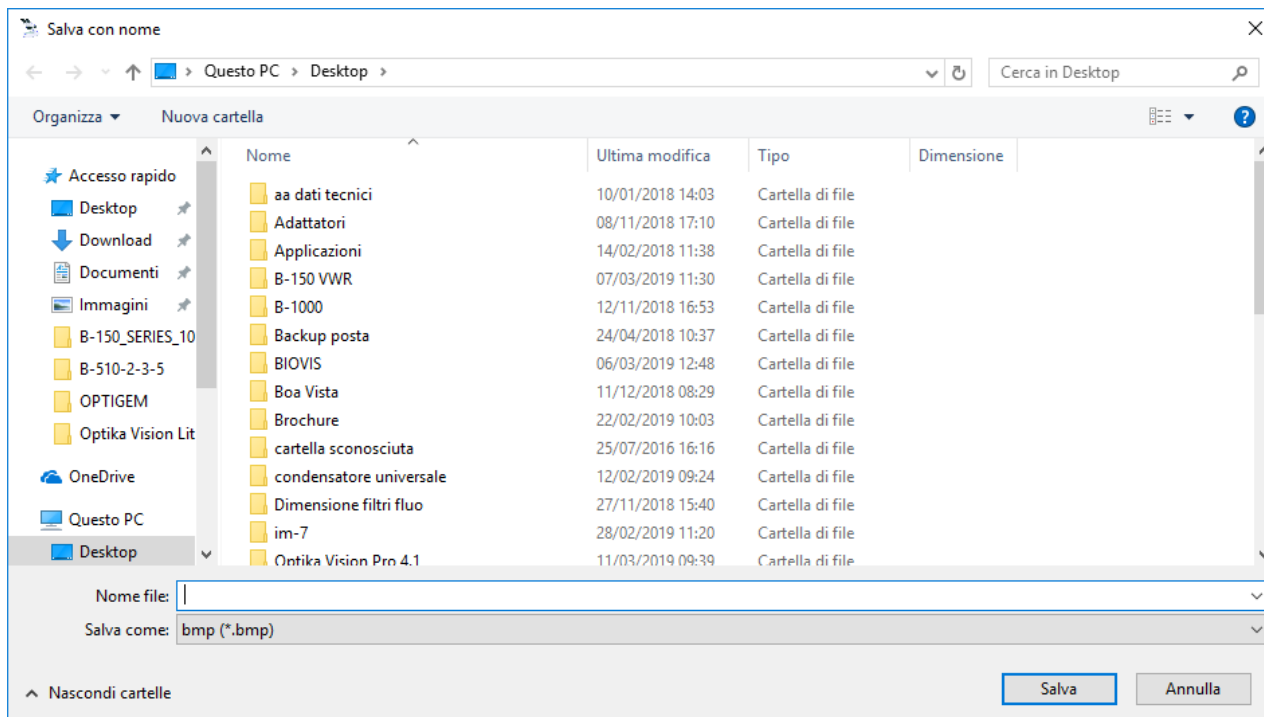 Salva con nome
Questo PC > Desktop >
Cerca in Desktop
Organizza
Nuova cartella
Accesso rapido
Desktop
Download
Documenti
Immagini
B-150_SERIES_10
B-510-2-3-5
OPTIGEM
Optika Vision Lit
OneDrive
Questo PC
Desktop
Nome Ultima modifica Tipo Dimensione
aa dati tecnici 10/01/2018 14:03 Cartella di file
Adattatori 08/11/2018 17:10 Cartella di file
Applicazioni 14/02/2018 11:38 Cartella di file
B-150 VWR 07/03/2019 11:30 Cartella di file
B-1000 12/11/2018 16:53 Cartella di file
Backup posta 24/04/2018 10:37 Cartella di file
BIOVIS 06/03/2019 12:48 Cartella di file
Boa Vista 11/12/2018 08:29 Cartella di file
Brochure 22/02/2019 10:03 Cartella di file
cartella sconosciuta 25/07/2016 16:16 Cartella di file
condensatore universale 12/02/2019 09:24 Cartella di file
Dimensione filtri fluo 27/11/2018 15:40 Cartella di file
im-7 28/02/2019 11:20 Cartella di file
Optika Vision Pro 4.1 11/03/2019 09:39 Cartella di file
Nome file:
Salva come: bmp (*.bmp)
Nascondi cartelle
Salva
Annulla